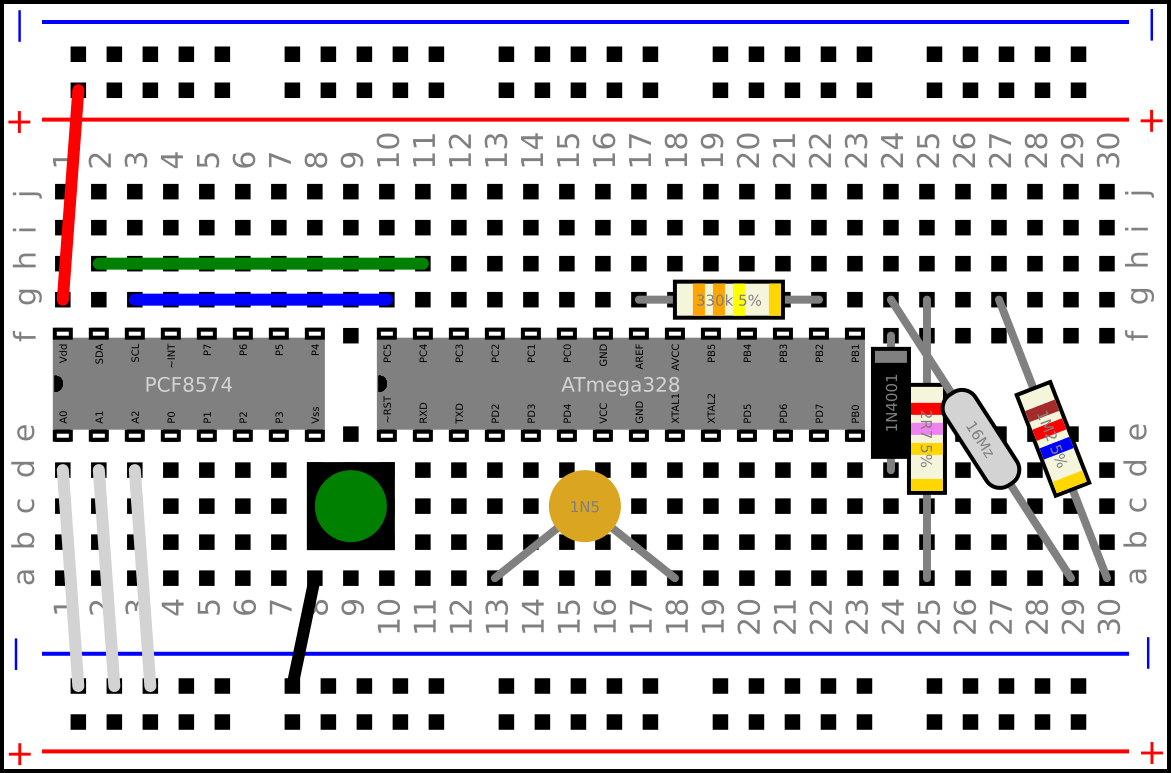 | |
+ +
1 2 3 4 5 6 7 8 9 10 11 12 13 14 15 16 17 18 19 20 21 22 23 24 25 26 27 28 29 30
j j
i i
h h
g 330k 5% g
f f
Vdd SDA SCL ~INT P7 P6 P5 P4 PC5 PC4 PC3 PC2 PC1 PC0 GND AREF AVCC PB5 PB4 PB3 PB2 PB1
PCF8574 ATmega328 1N4001 2R7 5% 16Mz 1M2 5%
A0 A1 A2 P0 P1 P2 P3 Vss ~RST RXD TXD PD2 PD3 PD4 VCC GND XTAL1 XTAL2 PD5 PD6 PD7 PB0
e e
d d
c 1N5 c
b b
a a
1 2 3 4 5 6 7 8 9 10 11 12 13 14 15 16 17 18 19 20 21 22 23 24 25 26 27 28 29 30
| |
+ +